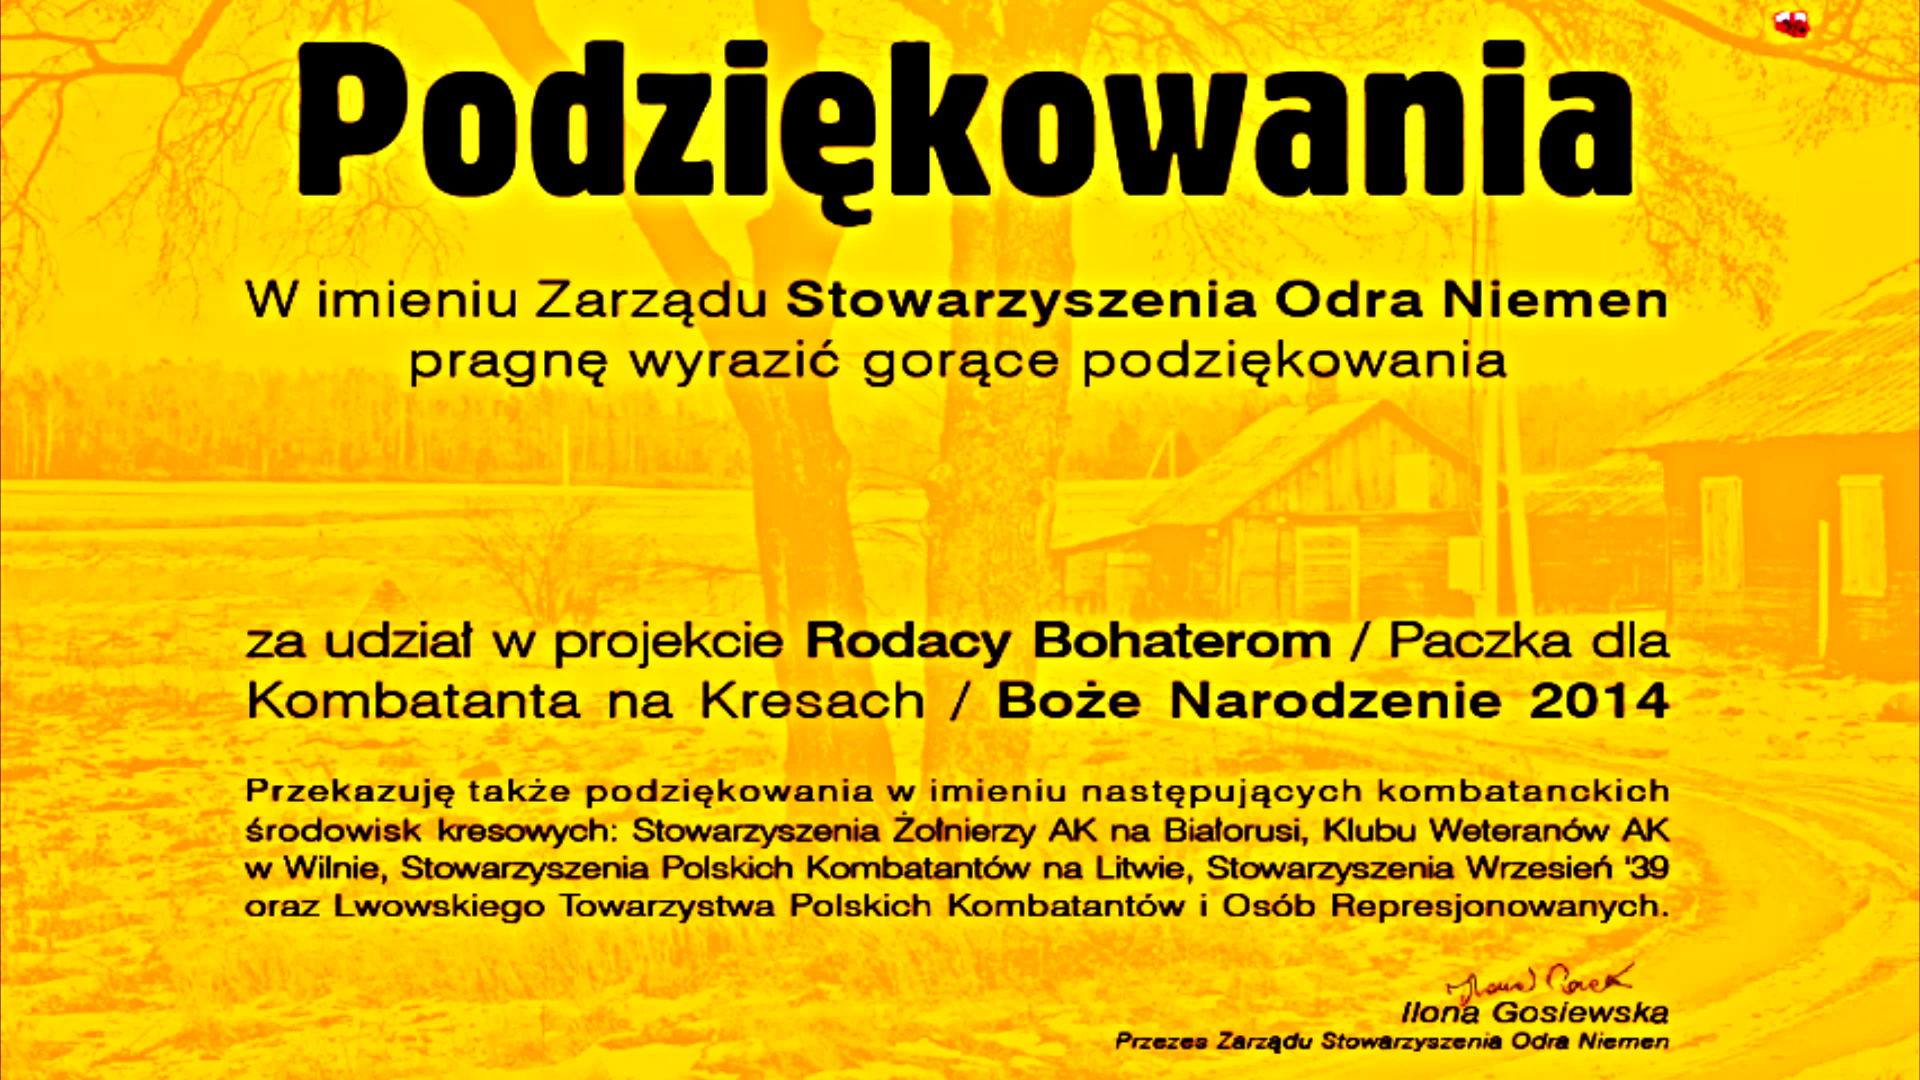 Podziękowania
W imieniu Zarządu Stowarzyszenia Odra Niemen
pragnę wyrazić gorące podziękowania
za udział w projekcie Rodacy Bohaterom / Paczka dla
Kombatanta na Kresach / Boże Narodzenie 2014
Przekazuję także podziękowania w imieniu następujących kombatanckich
środowisk kresowych: Stowarzyszenia Żołnierzy AK na Białorusi, Klubu Weteranów AK
w Wilnie, Stowarzyszenia Polskich Kombatantów na Litwie, Stowarzyszenia Wrzesień '39
oraz Lwowskiego Towarzystwa Polskich Kombatantów i Osób Represjonowanych.
Ilona Gosiewska
Przezes Zarządu Stowarzyszenia Odra Niemen